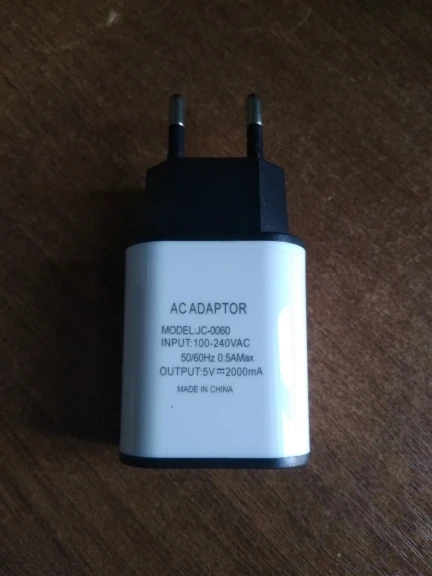 AC ADAPTOR
MODEL:JC-0060
INPUT:100-240VAC
50/60Hz 0.5AMax
OUTPUT:5V⎓2000mA
MADE IN CHINA